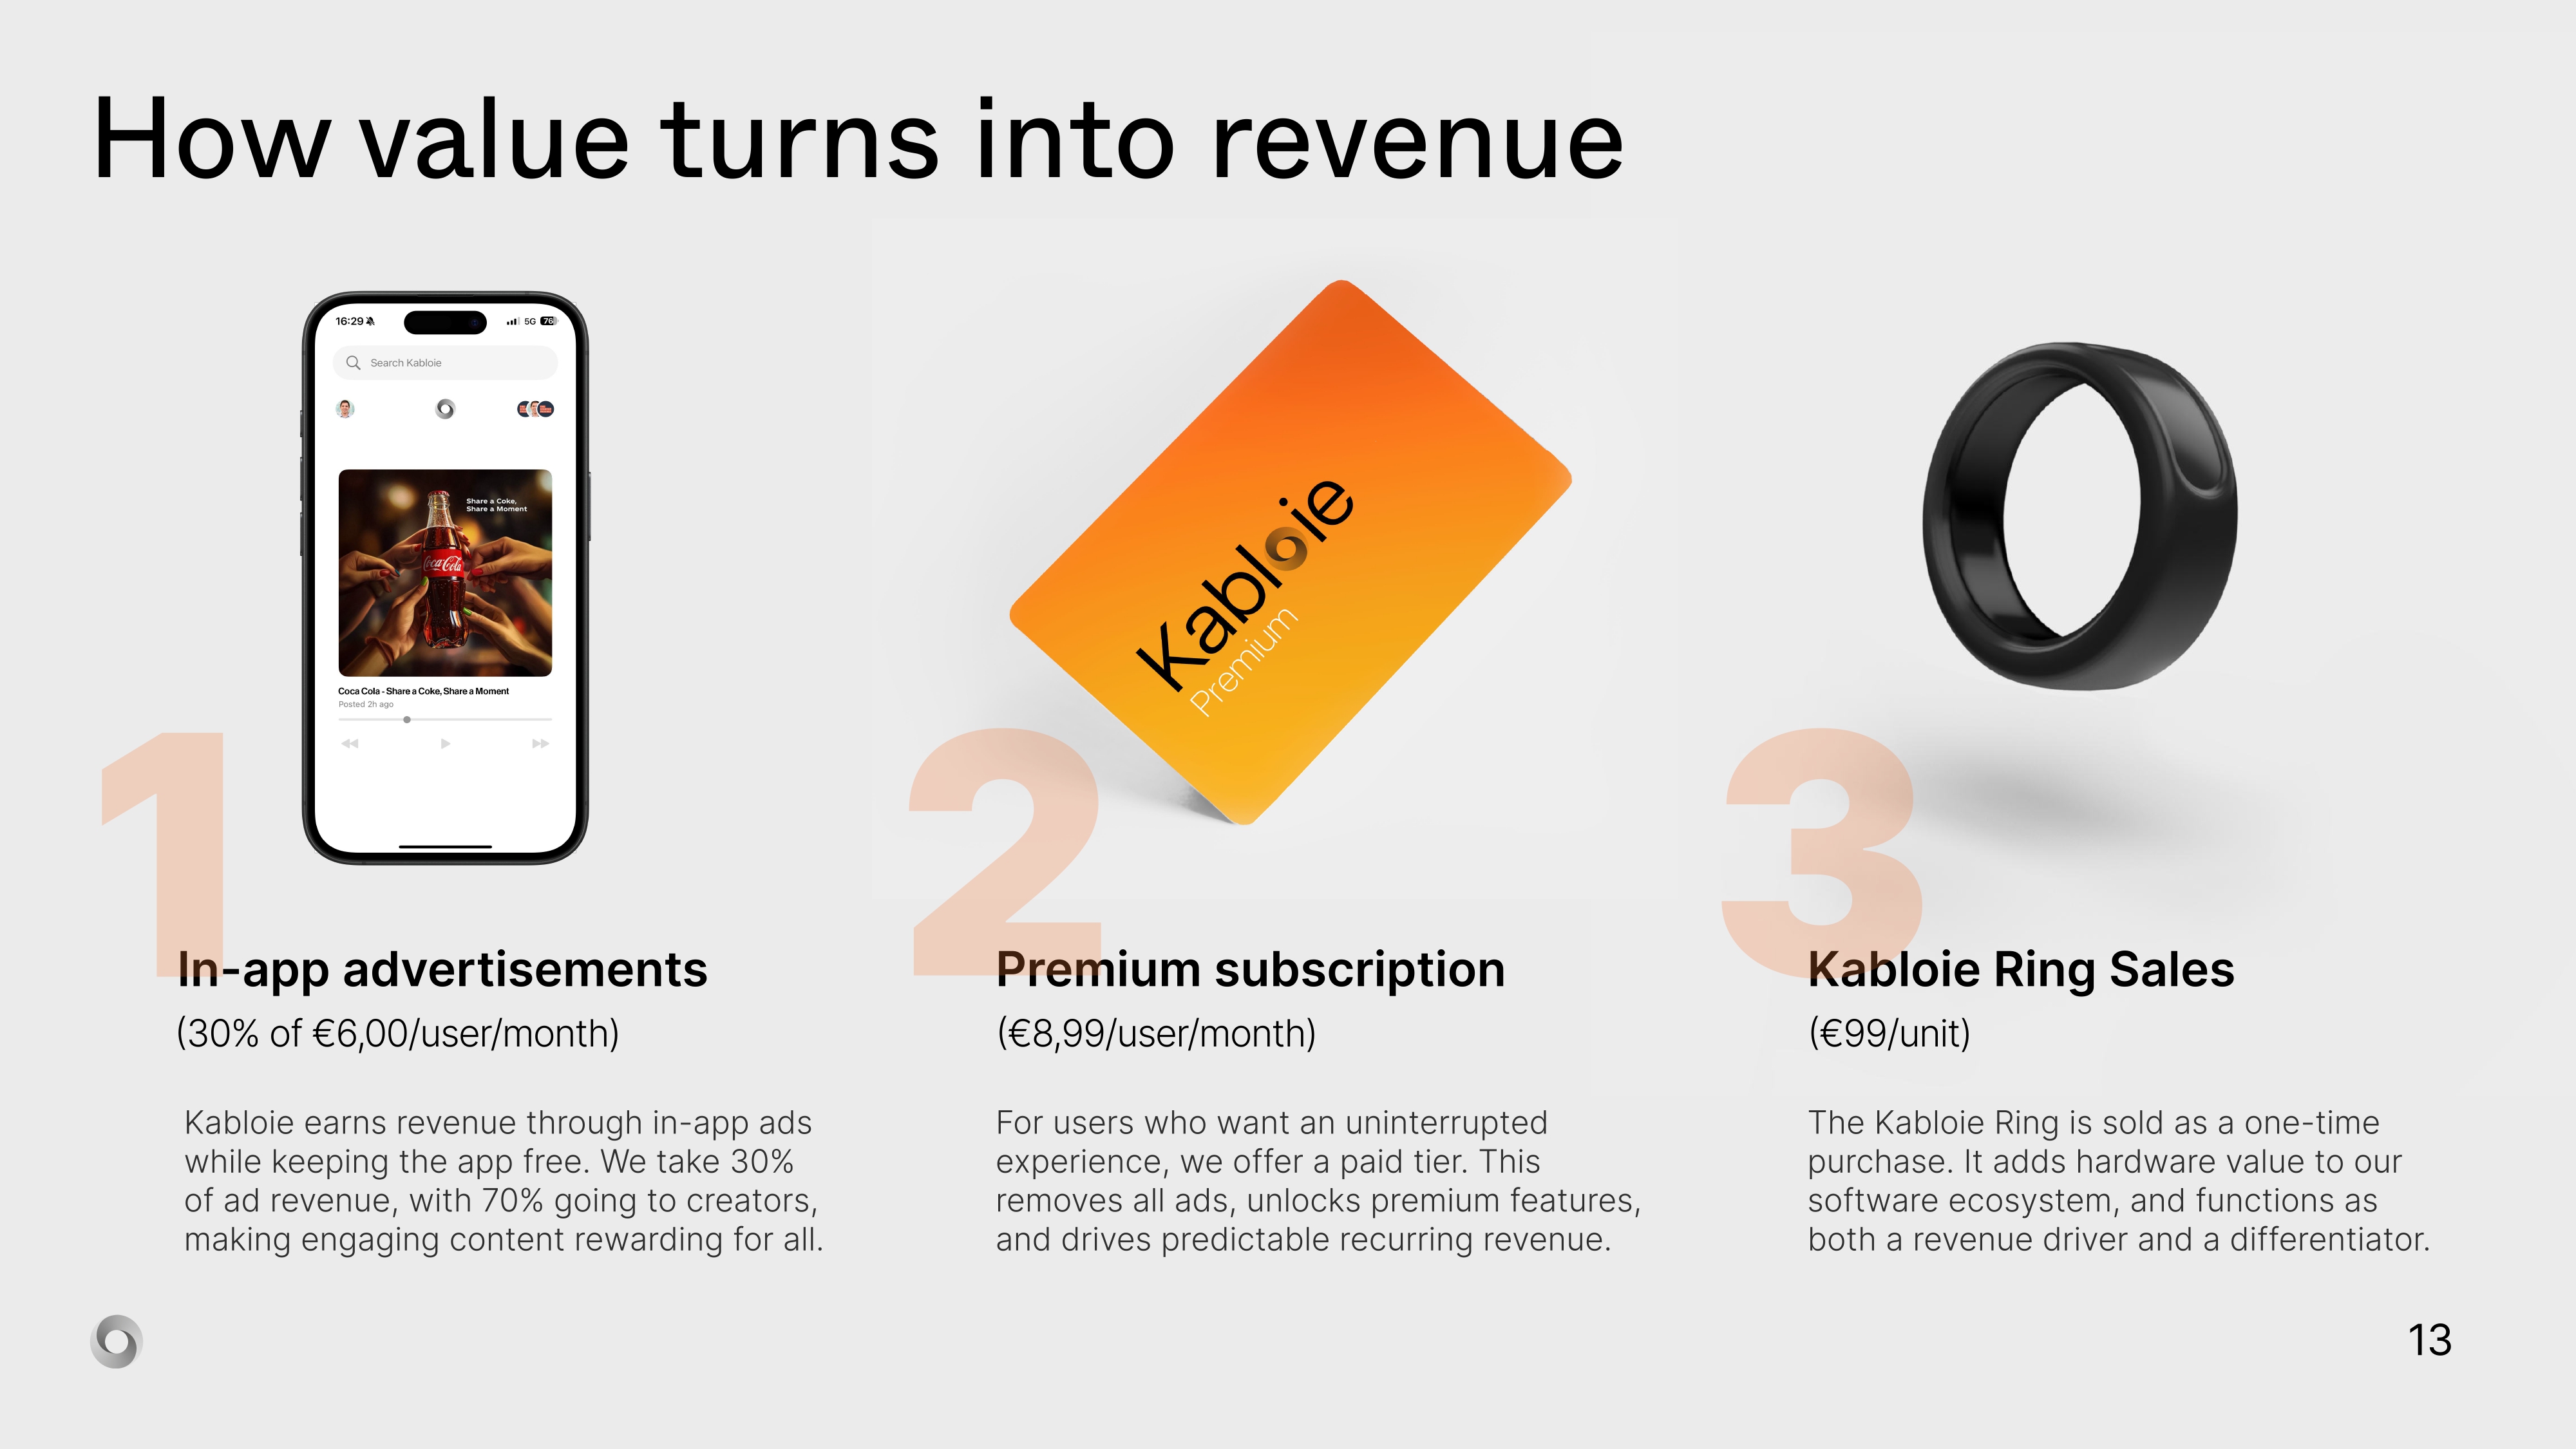 How value turns into revenue
16:29
5G 76
Search Kabloie
Share a Coke,
Share a Moment
Coca-Cola
Coca Cola - Share a Coke, Share a Moment
Posted 2h ago
Kabloie
Premium
1
In-app advertisements
(30% of €6,00/user/month)
Kabloie earns revenue through in-app ads
while keeping the app free. We take 30%
of ad revenue, with 70% going to creators,
making engaging content rewarding for all.
2
Premium subscription
(€8,99/user/month)
For users who want an uninterrupted
experience, we offer a paid tier. This
removes all ads, unlocks premium features,
and drives predictable recurring revenue.
3
Kabloie Ring Sales
(€99/unit)
The Kabloie Ring is sold as a one-time
purchase. It adds hardware value to our
software ecosystem, and functions as
both a revenue driver and a differentiator.
13